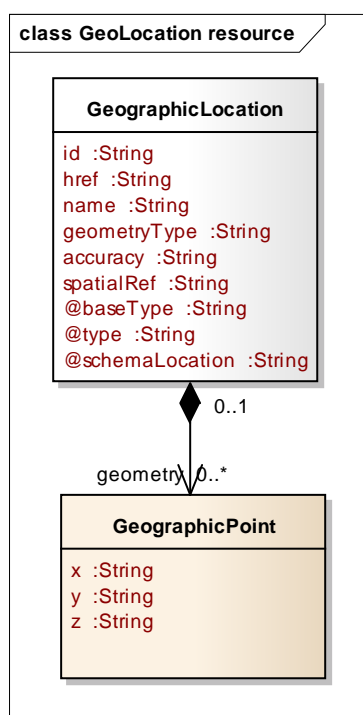 class GeoLocation resource
GeographicLocation
id :String
href :String
name :String
geometryType :String
accuracy :String
spatialRef :String
@baseType :String
@type :String
@schemaLocation :String
0..1
geometry 0..*
GeographicPoint
x :String
y :String
z :String